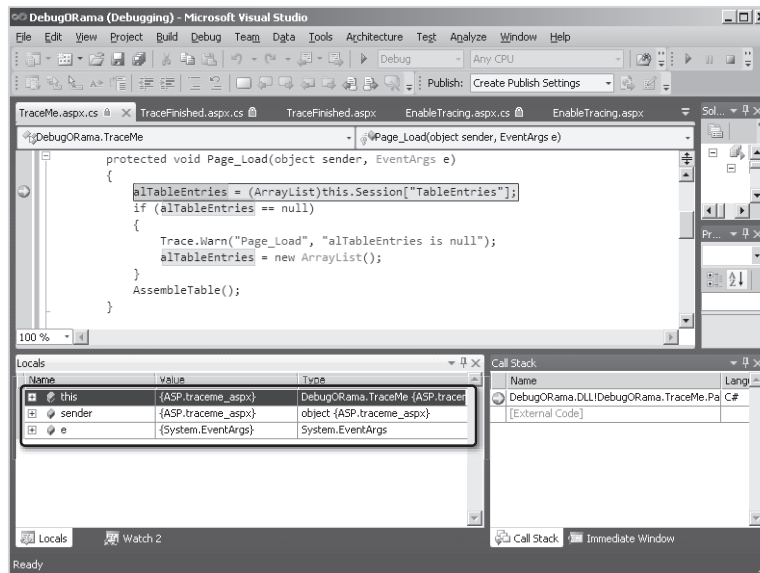 DebugORama (Debugging) - Microsoft Visual Studio
File Edit View Project Build Debug Team Data Tools Architecture Test Analyze Window Help
Debug Any CPU
Publish: Create Publish Settings
TraceMe.aspx.cs TraceFinished.aspx.cs TraceFinished.aspx EnableTracing.aspx.cs EnableTracing.aspx Sol...
DebugORama.TraceMe Page_Load(object sender, EventArgs e)
protected void Page_Load(object sender, EventArgs e)
{
alTableEntries = (ArrayList)this.Session["TableEntries"];
if (alTableEntries == null)
{
Trace.Warn("Page_Load", "alTableEntries is null");
alTableEntries = new ArrayList();
}
AssembleTable();
}
Pr...
100 %
Locals Call Stack
Name Value Type Name Langu
this {ASP.traceme_aspx} DebugORama.TraceMe {ASP.tracer DebugORama.DLL!DebugORama.TraceMe.Pa C#
sender {ASP.traceme_aspx} object {ASP.traceme_aspx} [External Code]
e {System.EventArgs} System.EventArgs
Locals Watch 2 Call Stack Immediate Window
Ready